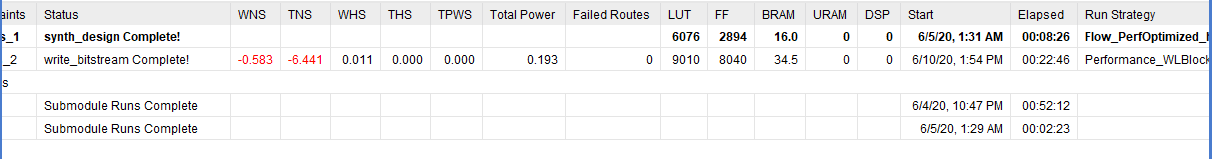 aints Status WNS TNS WHS THS TPWS Total Power Failed Routes LUT FF BRAM URAM DSP Start Elapsed Run Strategy
s_1 synth_design Complete! 6076 2894 16.0 0 0 6/5/20, 1:31 AM 00:08:26 Flow_PerfOptimized_h
_2 write_bitstream Complete! -0.583 -6.441 0.011 0.000 0.000 0.193 0 9010 8040 34.5 0 0 6/10/20, 1:54 PM 00:22:46 Performance_WLBlock
s
Submodule Runs Complete 6/4/20, 10:47 PM 00:52:12
Submodule Runs Complete 6/5/20, 1:29 AM 00:02:23